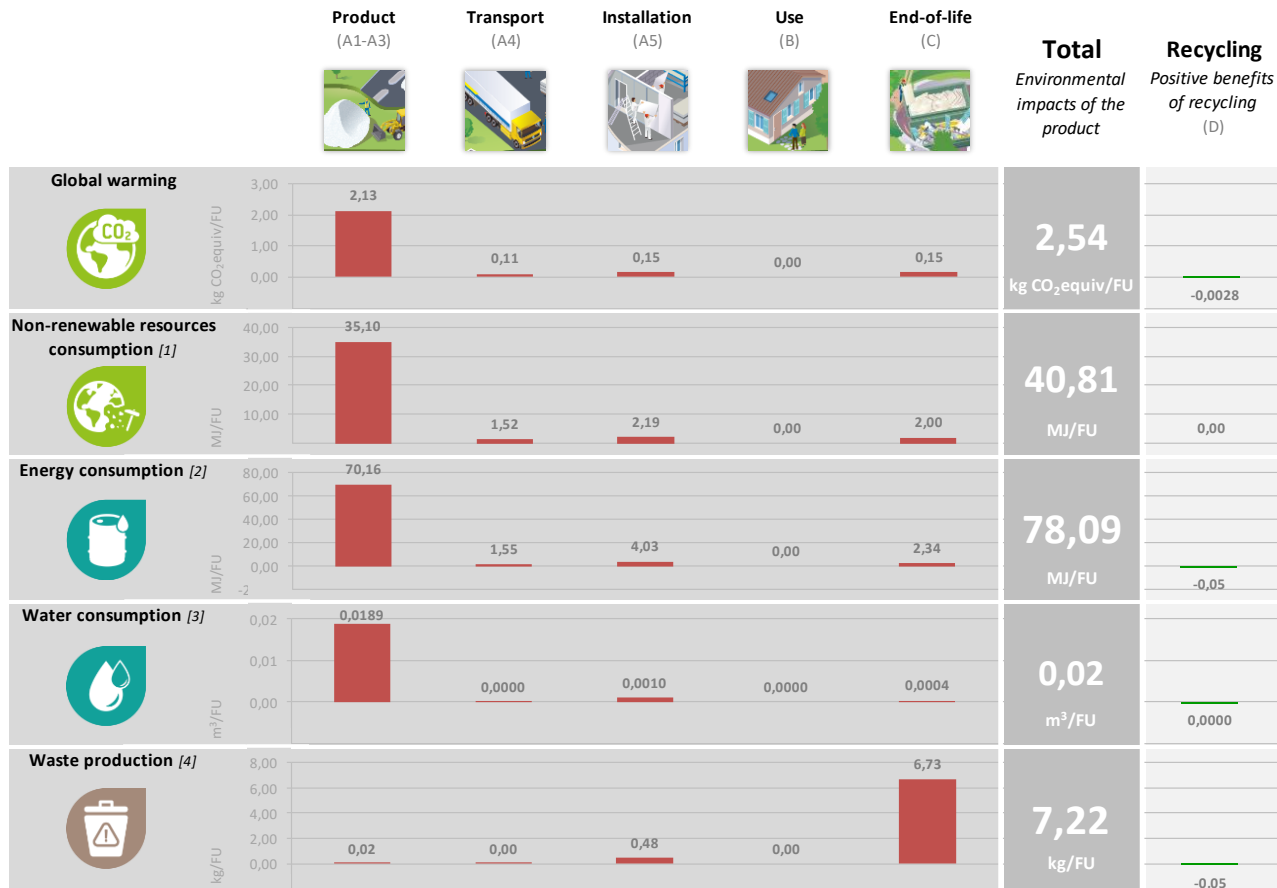 Product
(A1-A3)
Transport
(A4)
Installation
(A5)
Use
(B)
End-of-life
(C)
Total
Environmental
impacts of the
product
Recycling
Positive benefits
of recycling
(D)
Global warming
CO2
kg CO2equiv/FU
3,00
2,00
1,00
0,00
2,13
0,11
0,15
0,00
0,15
2,54
kg CO2equiv/FU
-0,0028
Non-renewable resources
consumption [1]
MJ/FU
40,00
30,00
20,00
10,00
35,10
1,52
2,19
0,00
2,00
40,81
MJ/FU
0,00
Energy consumption [2]
MJ/FU
80,00
60,00
40,00
20,00
0,00
-2
70,16
1,55
4,03
0,00
2,34
78,09
MJ/FU
-0,05
Water consumption [3]
m³/FU
0,02
0,01
0,00
0,0189
0,0000
0,0010
0,0000
0,0004
0,02
m³/FU
0,0000
Waste production [4]
kg/FU
8,00
6,00
4,00
2,00
0,00
0,02
0,00
0,48
0,00
6,73
7,22
kg/FU
-0,05